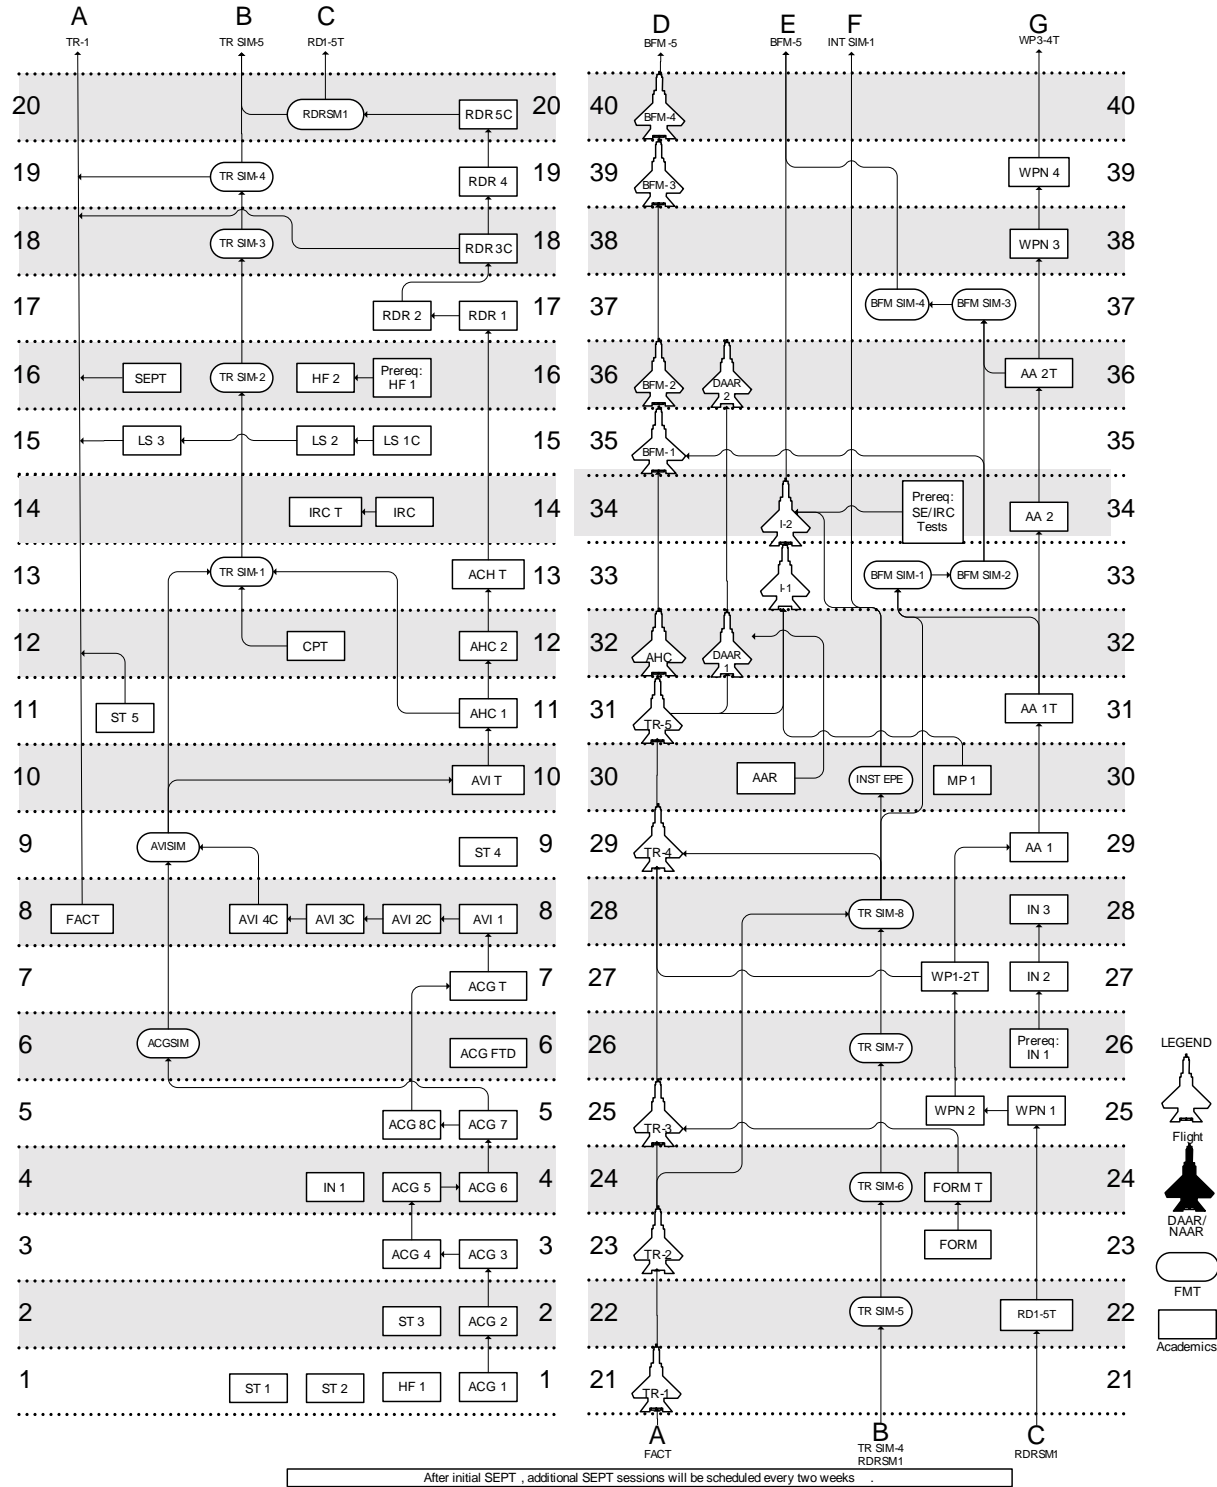 A B C
TR-1 TR SIM-5 RD1-5T
20 RDRSM1 RDR 5C 20
19 TR SIM-4 RDR 4 19
18 TR SIM-3 RDR 3C 18
17 RDR 2 RDR 1 17
16 SEPT TR SIM-2 HF 2 Prereq: HF 1 16
15 LS 3 LS 2 LS 1C 15
14 IRC T IRC 14
13 TR SIM-1 ACH T 13
12 CPT AHC 2 12
11 ST 5 AHC 1 11
10 AVI T 10
9 AVISIM ST 4 9
8 FACT AVI 4C AVI 3C AVI 2C AVI 1 8
7 ACG T 7
6 ACGSIM ACG FTD 6
5 ACG 8C ACG 7 5
4 IN 1 ACG 5 ACG 6 4
3 ACG 4 ACG 3 3
2 ST 3 ACG 2 2
1 ST 1 ST 2 HF 1 ACG 1 1
D E F G
BFM-5 BFM-5 INT SIM-1 WP3-4T
40 BFM-4 40
39 BFM-3 WPN 4 39
38 WPN 3 38
37 BFM SIM-4 BFM SIM-3 37
36 BFM-2 DAAR 2 AA 2T 36
35 BFM-1 35
34 I-2 Prereq: SE/IRC Tests AA 2 34
33 I-1 BFM SIM-1 BFM SIM-2 33
32 AHC DAAR 1 32
31 TR-5 AA 1T 31
30 AAR INST EPE MP 1 30
29 TR-4 AA 1 29
28 TR SIM-8 IN 3 28
27 WP1-2T IN 2 27
26 TR SIM-7 Prereq: IN 1 26
25 TR-3 WPN 2 WPN 1 25
24 TR SIM-6 FORM T 24
23 TR-2 FORM 23
22 TR SIM-5 RD1-5T 22
21 TR-1 21
A B C
FACT TR SIM-4 RDRSM1
RDRSM1
LEGEND
Flight
DAAR/
NAAR
FMT
Academics
After initial SEPT , additional SEPT sessions will be scheduled every two weeks .